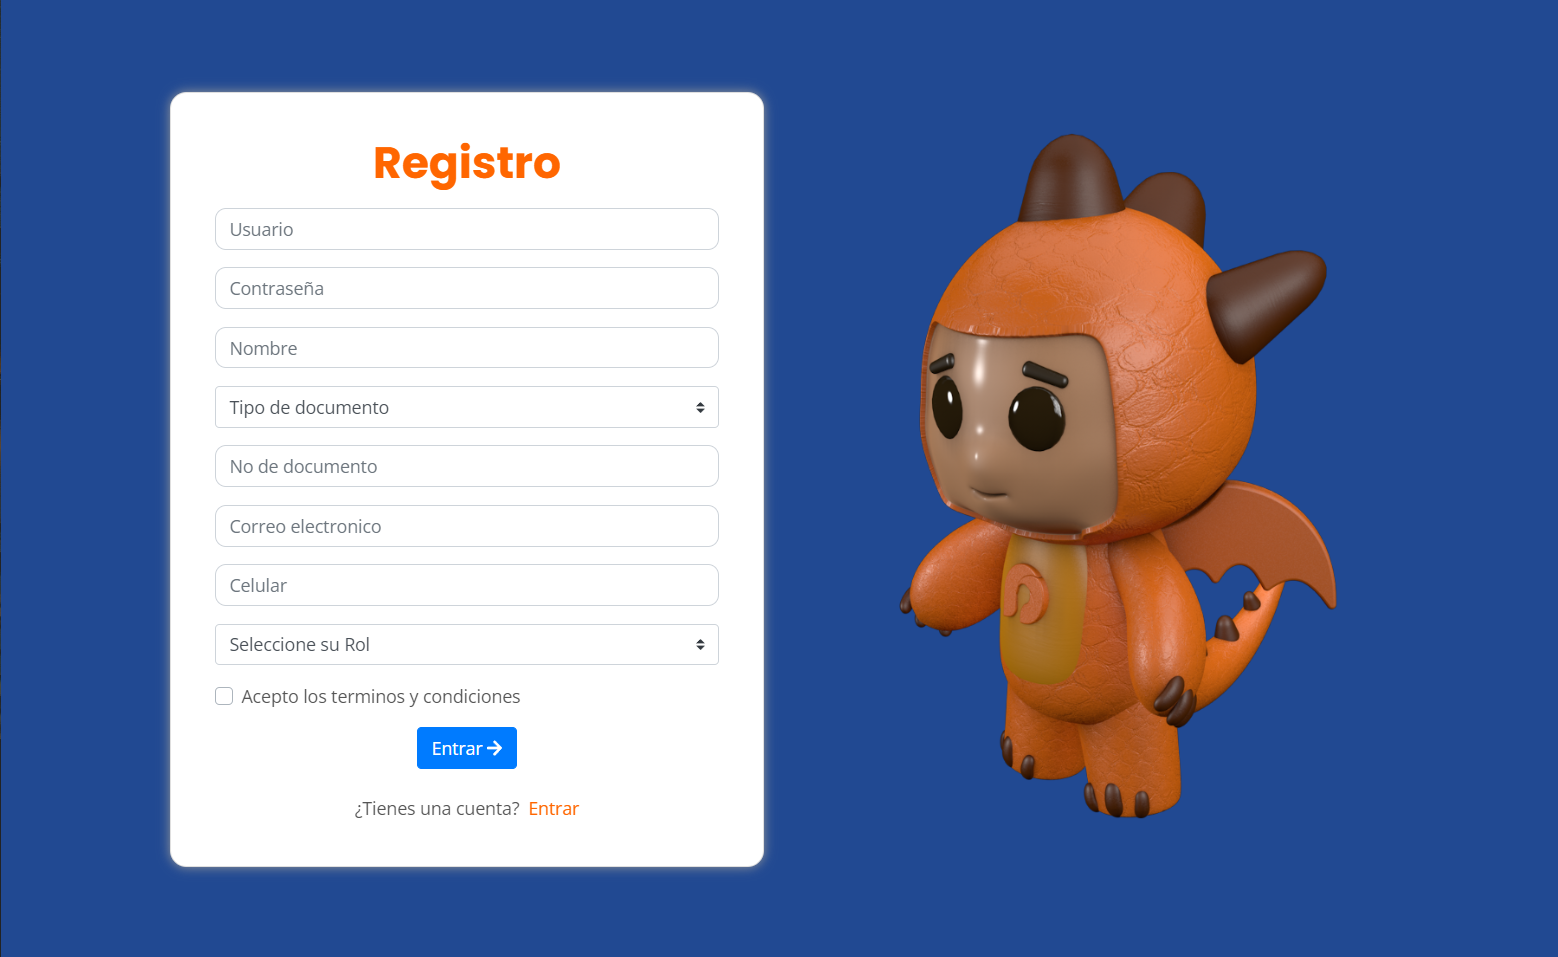 Registro
Usuario
Contraseña
Nombre
Tipo de documento
No de documento
Correo electronico
Celular
Seleccione su Rol
Acepto los terminos y condiciones
Entrar
¿Tienes una cuenta? Entrar